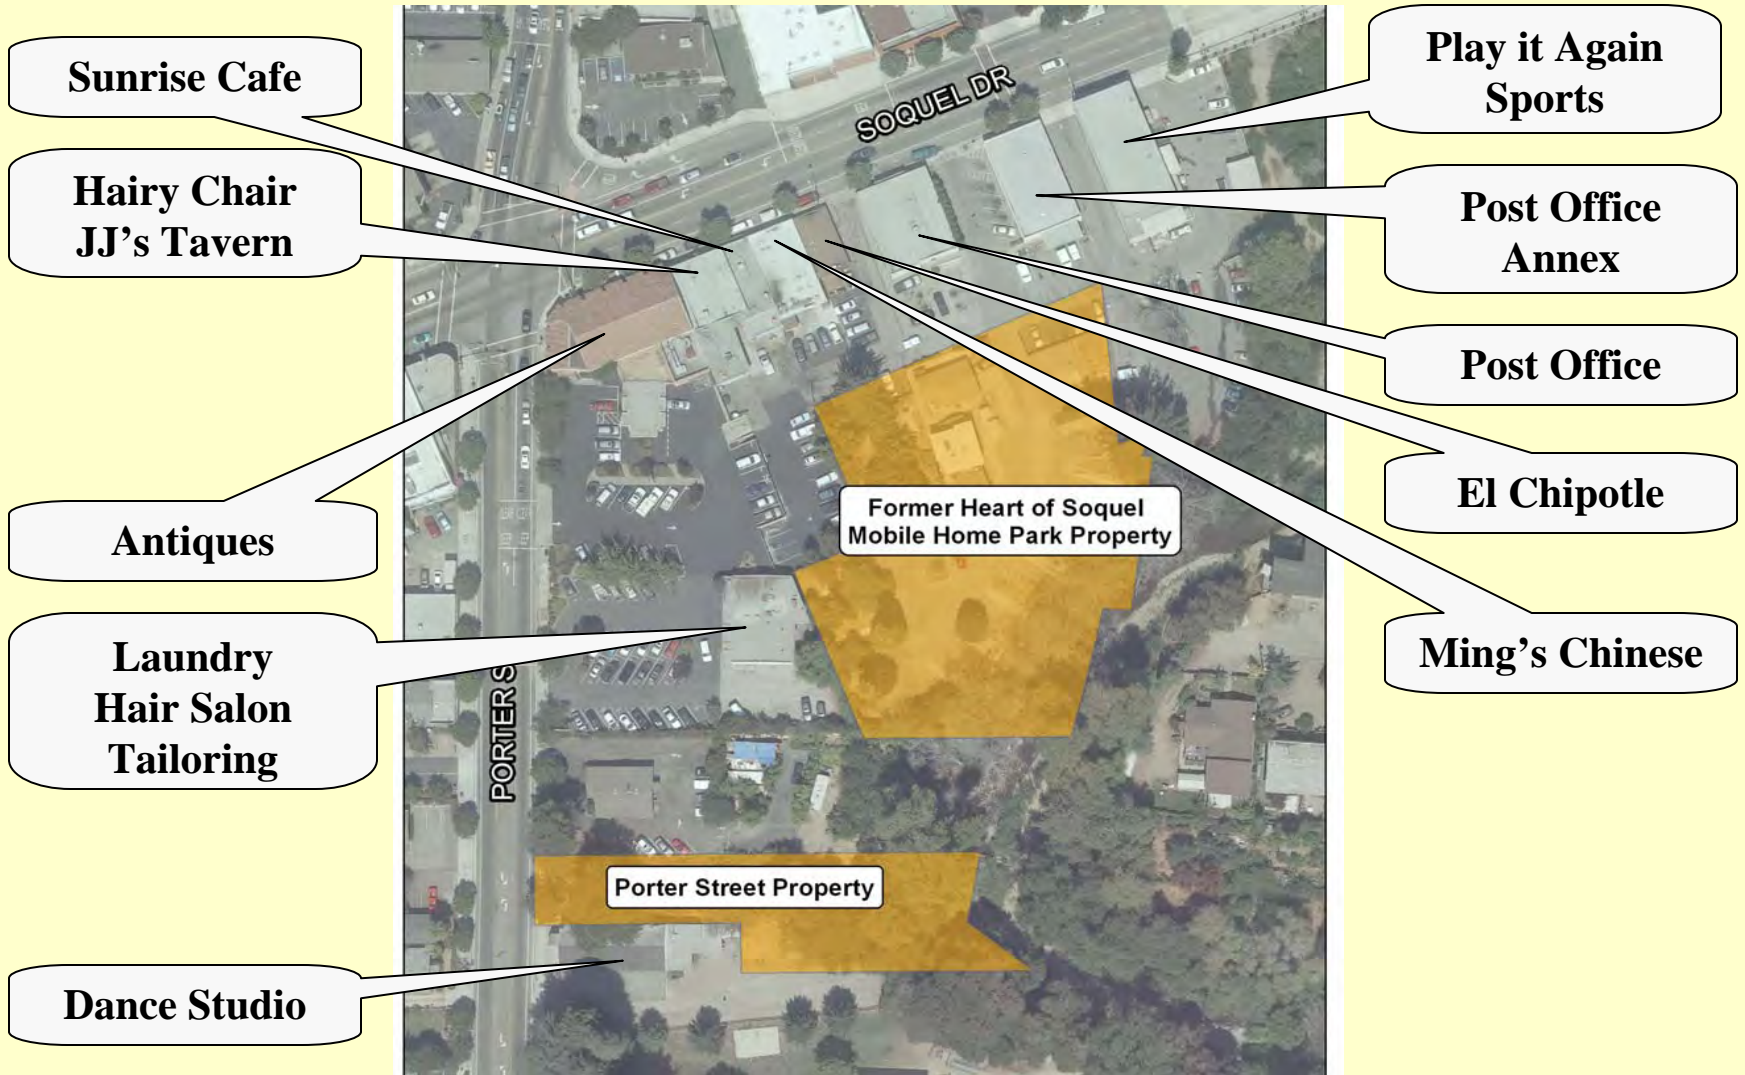 Sunrise Cafe
Hairy Chair
JJ's Tavern
Antiques
Laundry
Hair Salon
Tailoring
Dance Studio
SOQUEL DR
PORTER S
Former Heart of Soquel
Mobile Home Park Property
Porter Street Property
Play it Again
Sports
Post Office
Annex
Post Office
El Chipotle
Ming's Chinese